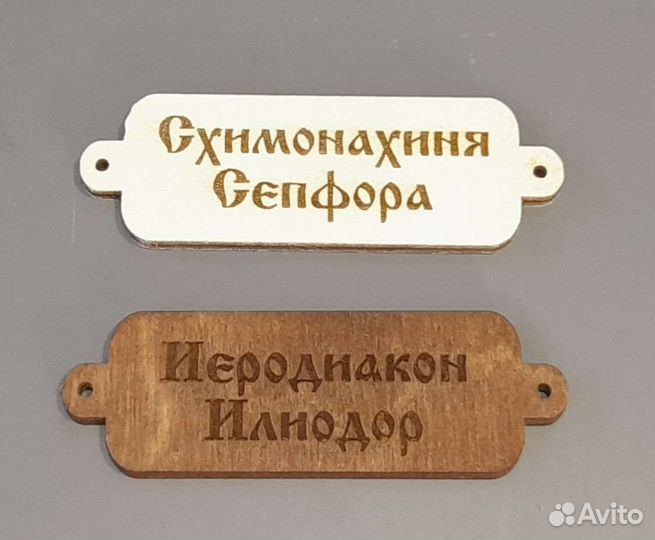 Схимонахиня
Сепфора
Иеродиакон
Илиодор
Avito